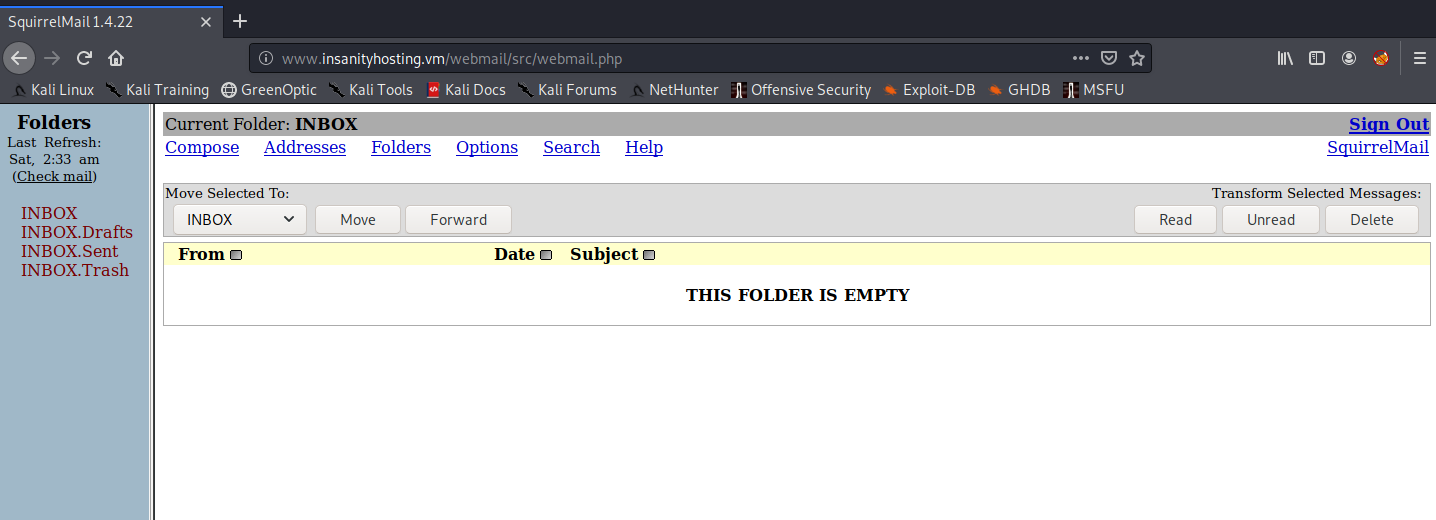 SquirrelMail 1.4.22
www.insanityhosting.vm/webmail/src/webmail.php
Kali Linux Kali Training GreenOptic Kali Tools Kali Docs Kali Forums NetHunter Offensive Security Exploit-DB GHDB MSFU
Folders
Last Refresh:
Sat, 2:33 am
(Check mail)
INBOX
INBOX.Drafts
INBOX.Sent
INBOX.Trash
Current Folder: INBOX Sign Out
Compose Addresses Folders Options Search Help SquirrelMail
Move Selected To: Transform Selected Messages:
INBOX Move Forward Read Unread Delete
From Date Subject
THIS FOLDER IS EMPTY